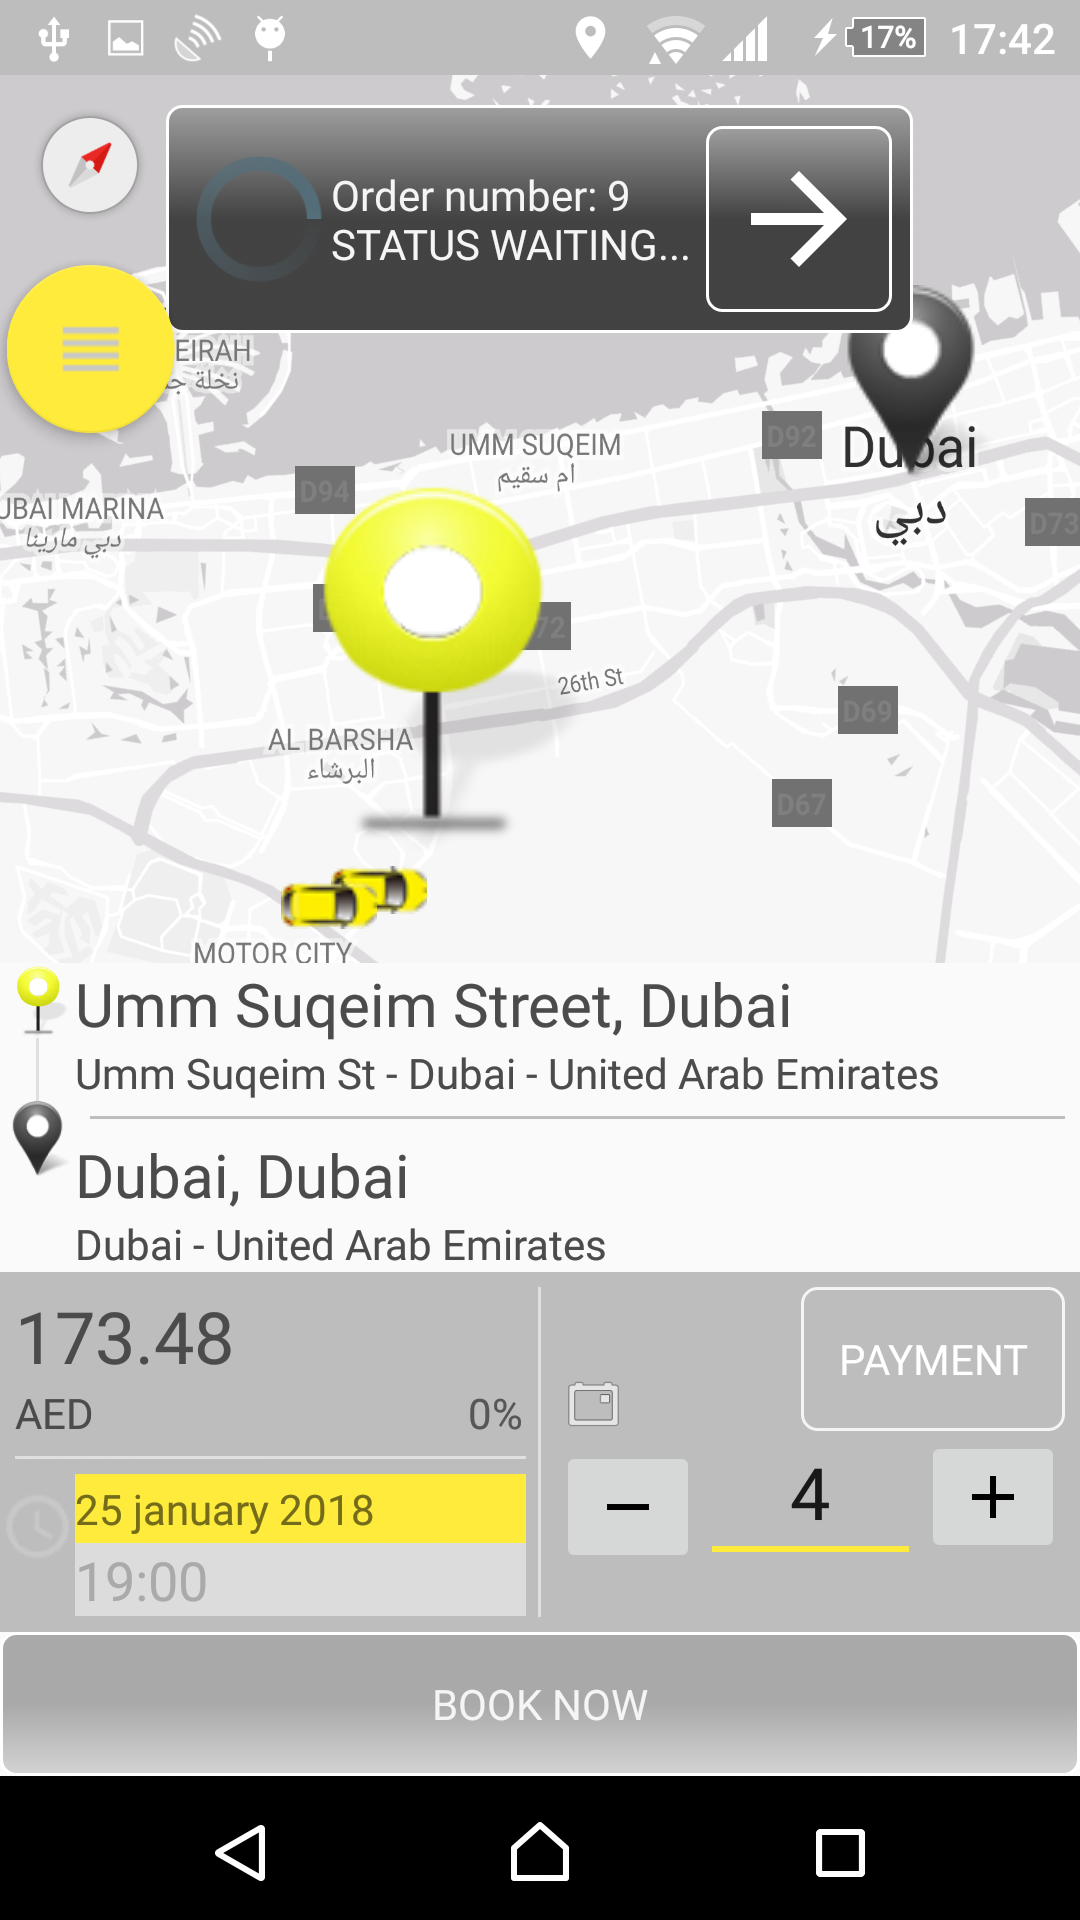 17%
17:42
Order number: 9
STATUS WAITING...
EIRAH
نخلة جـ
UMM SUQEIM
أم سقيم
D92
Dubai
دبي
D94
UBAI MARINA
دبي مارينا
D73
72
26th St
D69
AL BARSHA
البرشاء
D67
MOTOR CITY
Umm Suqeim Street, Dubai
Umm Suqeim St - Dubai - United Arab Emirates
Dubai, Dubai
Dubai - United Arab Emirates
173.48
AED
0%
PAYMENT
25 january 2018
19:00
4
BOOK NOW